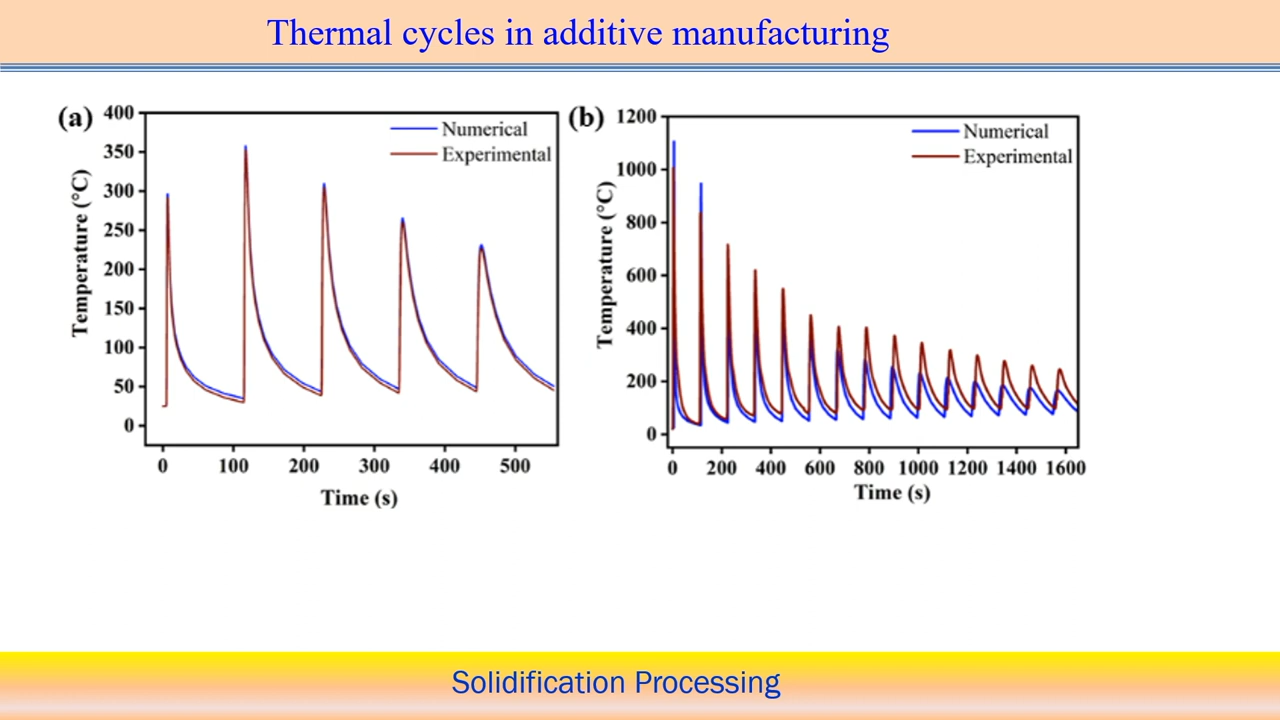 Thermal cycles in additive manufacturing
(a)
400
350
300
250
200
150
100
50
0
Temperature (°C)
Numerical
Experimental
0 100 200 300 400 500
Time (s)
(b)
1200
1000
800
600
400
200
0
Temperature (°C)
Numerical
Experimental
0 200 400 600 800 1000 1200 1400 1600
Time (s)
Solidification Processing